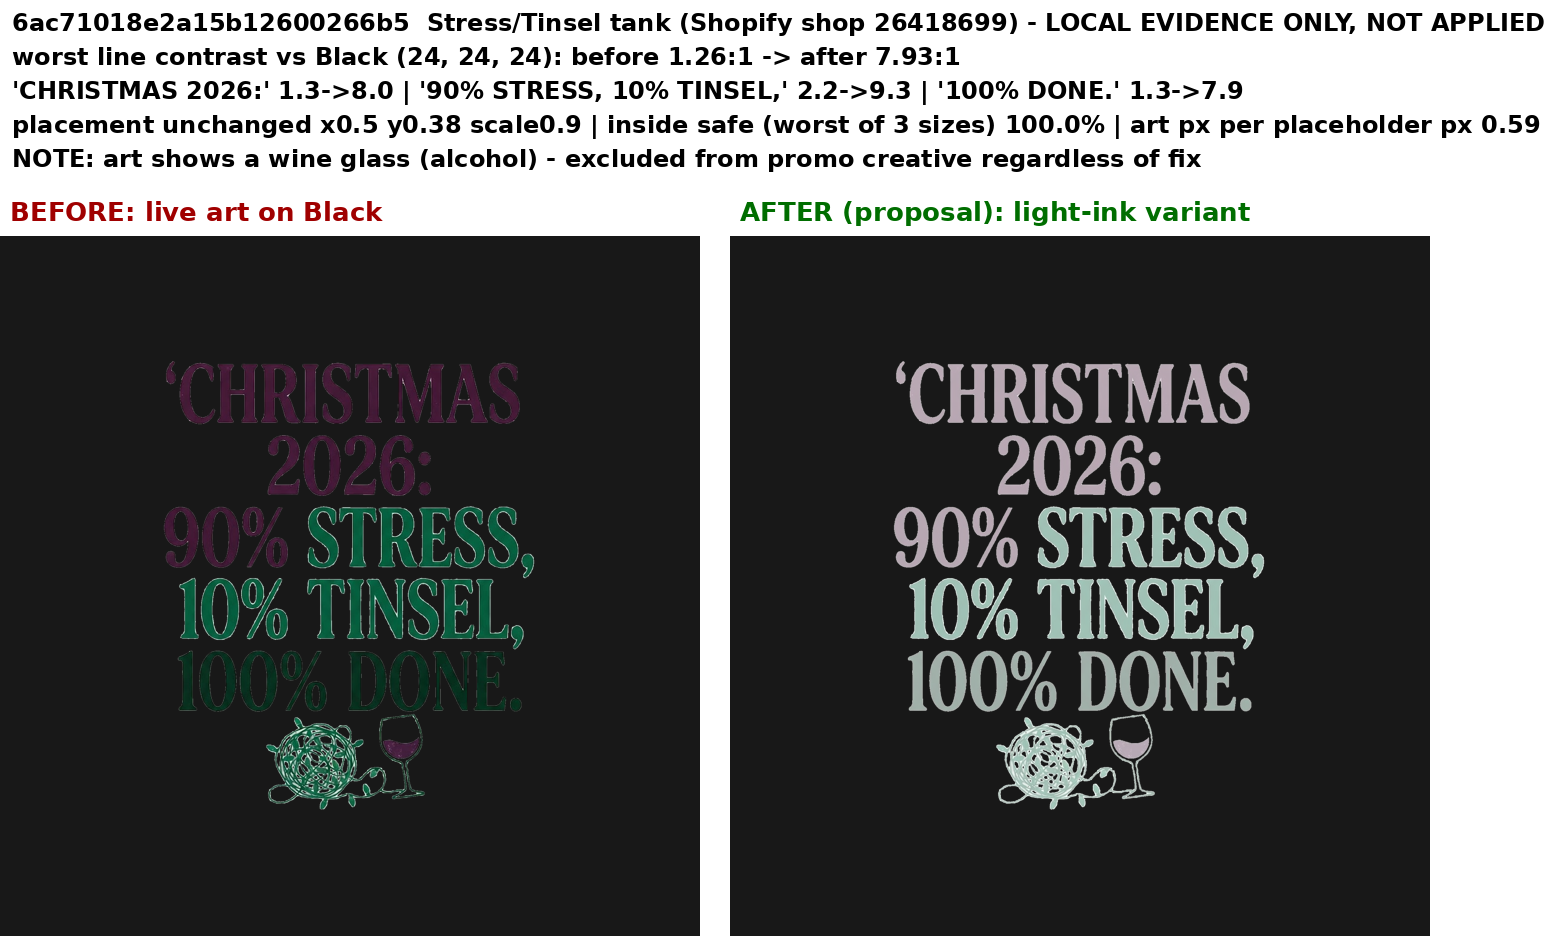 6ac71018e2a15b12600266b5  Stress/Tinsel tank (Shopify shop 26418699) - LOCAL EVIDENCE ONLY, NOT APPLIED
worst line contrast vs Black (24, 24, 24): before 1.26:1 -> after 7.93:1
'CHRISTMAS 2026:' 1.3->8.0 | '90% STRESS, 10% TINSEL,' 2.2->9.3 | '100% DONE.' 1.3->7.9
placement unchanged x0.5 y0.38 scale0.9 | inside safe (worst of 3 sizes) 100.0% | art px per placeholder px 0.59
NOTE: art shows a wine glass (alcohol) - excluded from promo creative regardless of fix
BEFORE: live art on Black
‘CHRISTMAS
2026:
90% STRESS,
10% TINSEL,
100% DONE.
AFTER (proposal): light-ink variant
‘CHRISTMAS
2026:
90% STRESS,
10% TINSEL,
100% DONE.